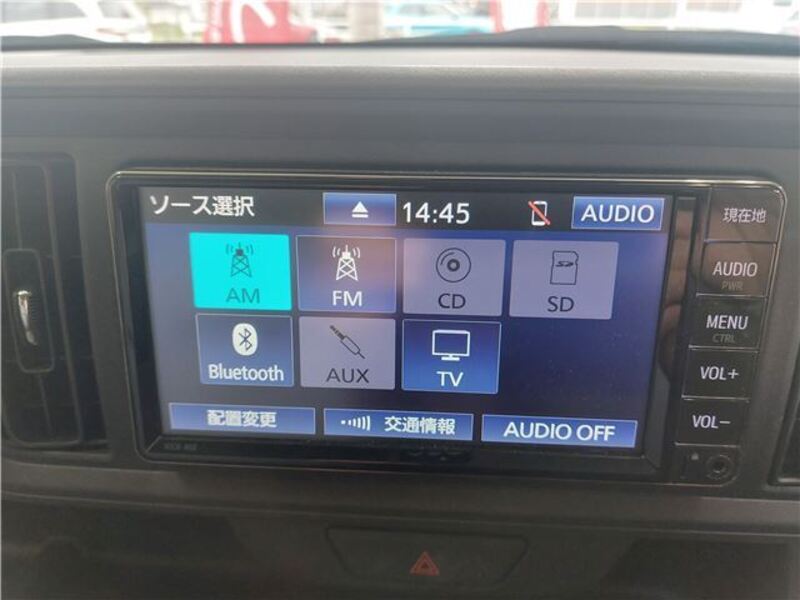 ソース選択
14:45
AUDIO
AM
FM
CD
SD
Bluetooth
AUX
TV
配置変更
交通情報
AUDIO OFF
現在地
AUDIO
PWR
MENU
CTRL
VOL+
VOL-